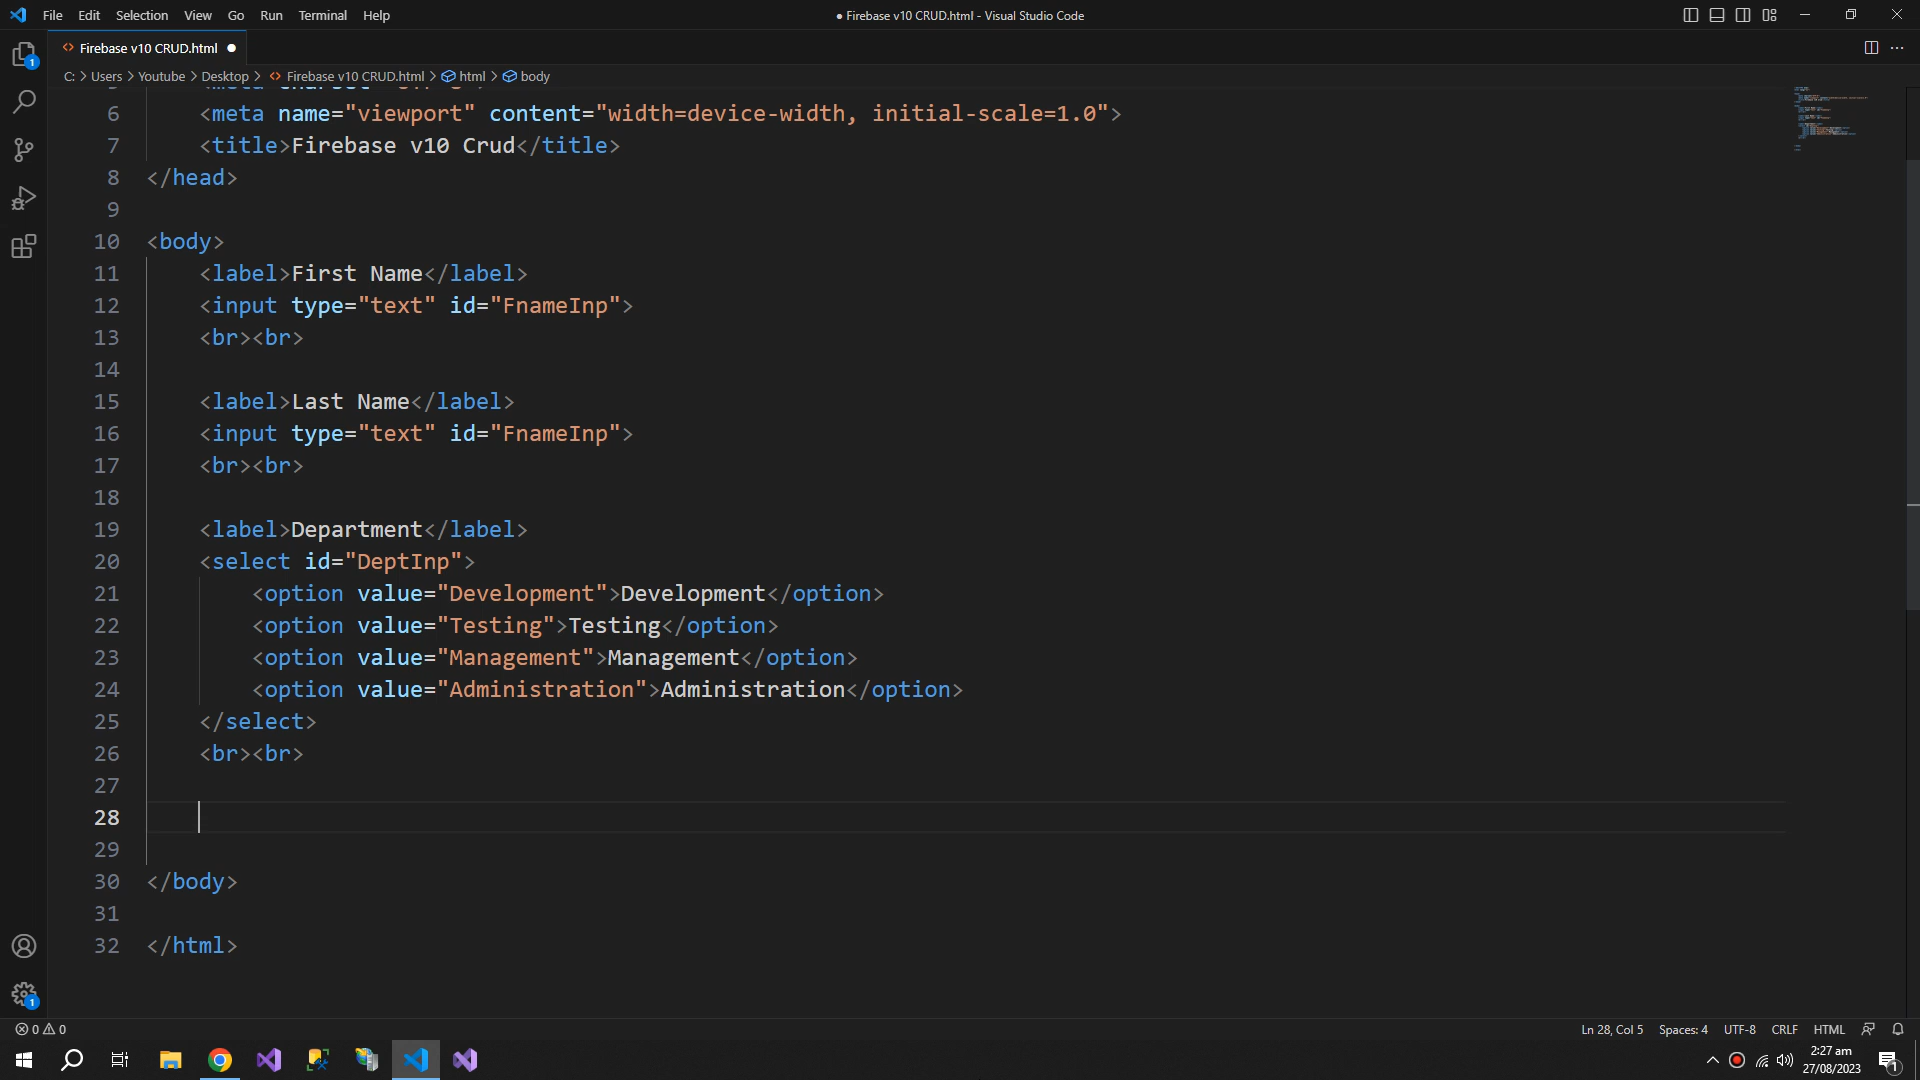 File Edit Selection View Go Run Terminal Help
● Firebase v10 CRUD.html - Visual Studio Code
<> Firebase v10 CRUD.html ●
C: > Users > Youtube > Desktop > <> Firebase v10 CRUD.html > html > body
6 <meta name="viewport" content="width=device-width, initial-scale=1.0">
7 <title>Firebase v10 Crud</title>
8 </head>
9
10 <body>
11 <label>First Name</label>
12 <input type="text" id="FnameInp">
13 <br><br>
14
15 <label>Last Name</label>
16 <input type="text" id="FnameInp">
17 <br><br>
18
19 <label>Department</label>
20 <select id="DeptInp">
21 <option value="Development">Development</option>
22 <option value="Testing">Testing</option>
23 <option value="Management">Management</option>
24 <option value="Administration">Administration</option>
25 </select>
26 <br><br>
27
28
29
30 </body>
31
32 </html>
1
1
0 0
Ln 28, Col 5 Spaces: 4 UTF-8 CRLF HTML
2:27 am
27/08/2023
1